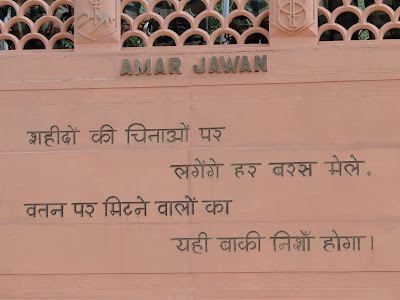 AMAR JAWAN
शहीदों की चिताओं पर
लगेंगे हर बरस मेले.
वतन पर मिटने वालों का
यही बाकी निशाँ होगा।